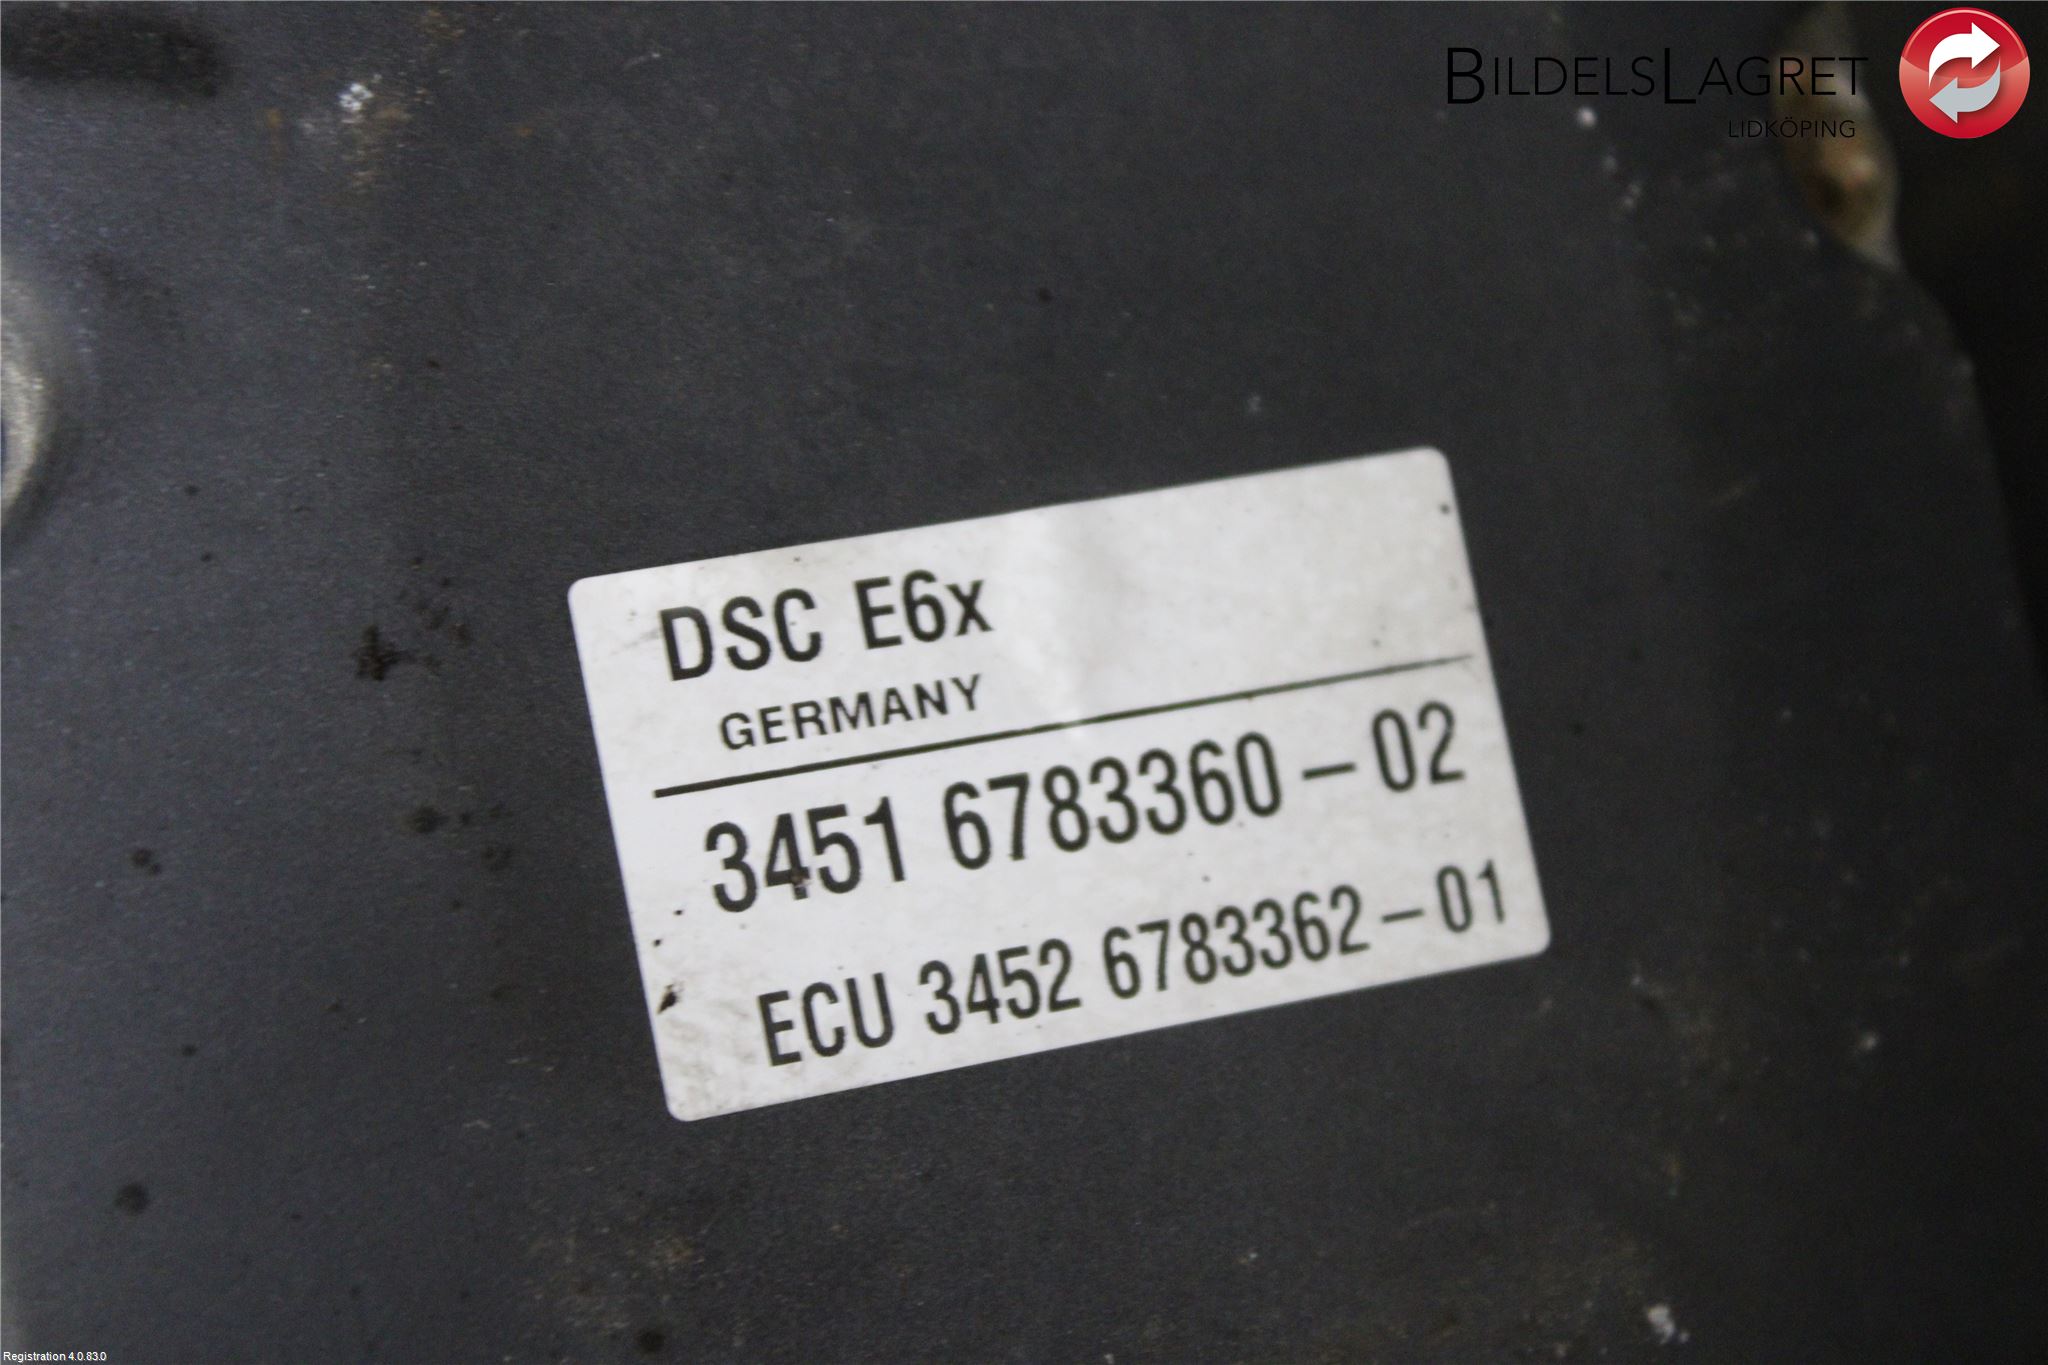 BILDELSLAGRET
LIDKÖPING
DSC E6x
GERMANY
3451 6783360-02
ECU 3452 6783362-01
Registration 4.0.83.0